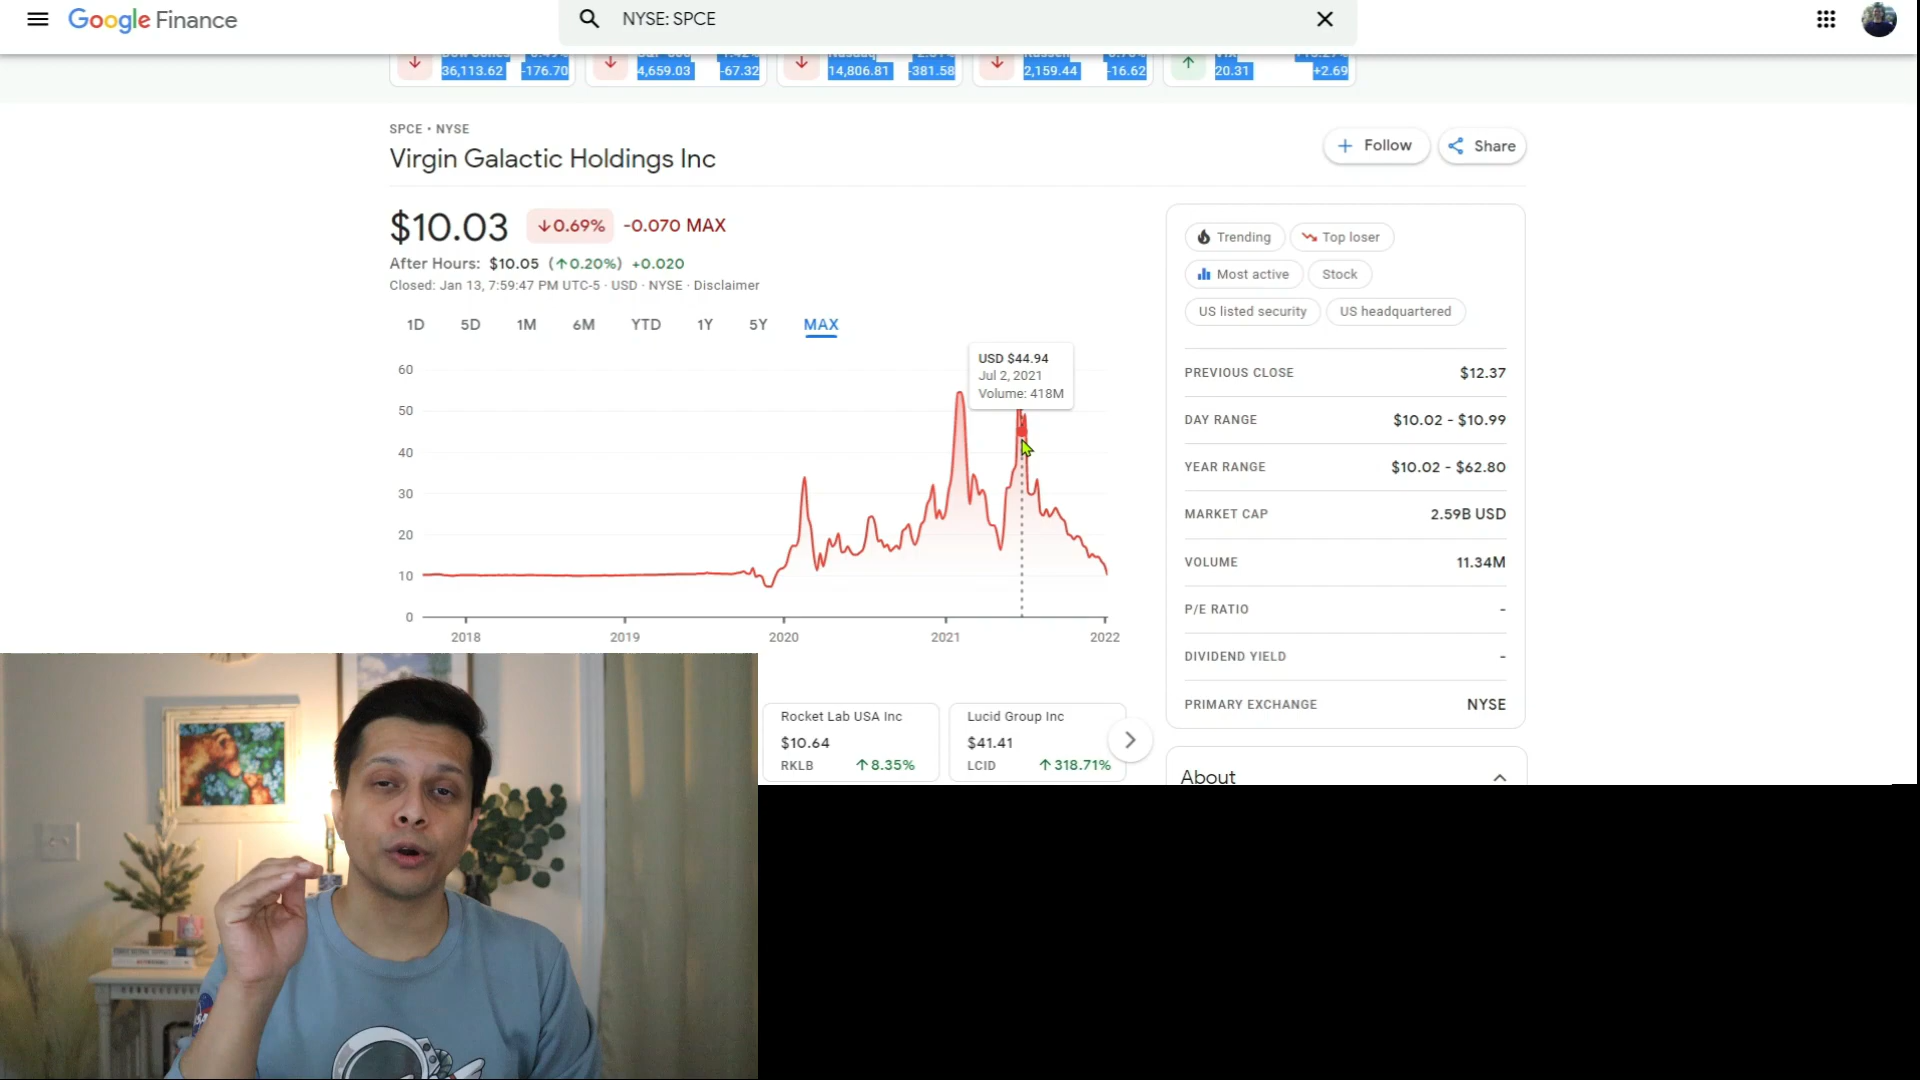 Google Finance
NYSE: SPCE
36,113.62 -176.70
4,659.03 -67.32
14,806.81 -381.58
2,159.44 -16.62
20.31 +2.69
SPCE • NYSE
Virgin Galactic Holdings Inc
Follow
Share
$10.03 ↓0.69% -0.070 MAX
After Hours: $10.05 (↑0.20%) +0.020
Closed: Jan 13, 7:59:47 PM UTC-5 · USD · NYSE · Disclaimer
1D 5D 1M 6M YTD 1Y 5Y MAX
USD $44.94
Jul 2, 2021
Volume: 418M
60
50
40
30
20
10
0
2018 2019 2020 2021 2022
Trending
Top loser
Most active
Stock
US listed security
US headquartered
PREVIOUS CLOSE $12.37
DAY RANGE $10.02 - $10.99
YEAR RANGE $10.02 - $62.80
MARKET CAP 2.59B USD
VOLUME 11.34M
P/E RATIO -
DIVIDEND YIELD -
PRIMARY EXCHANGE NYSE
Rocket Lab USA Inc
$10.64
RKLB ↑8.35%
Lucid Group Inc
$41.41
LCID ↑318.71%
About